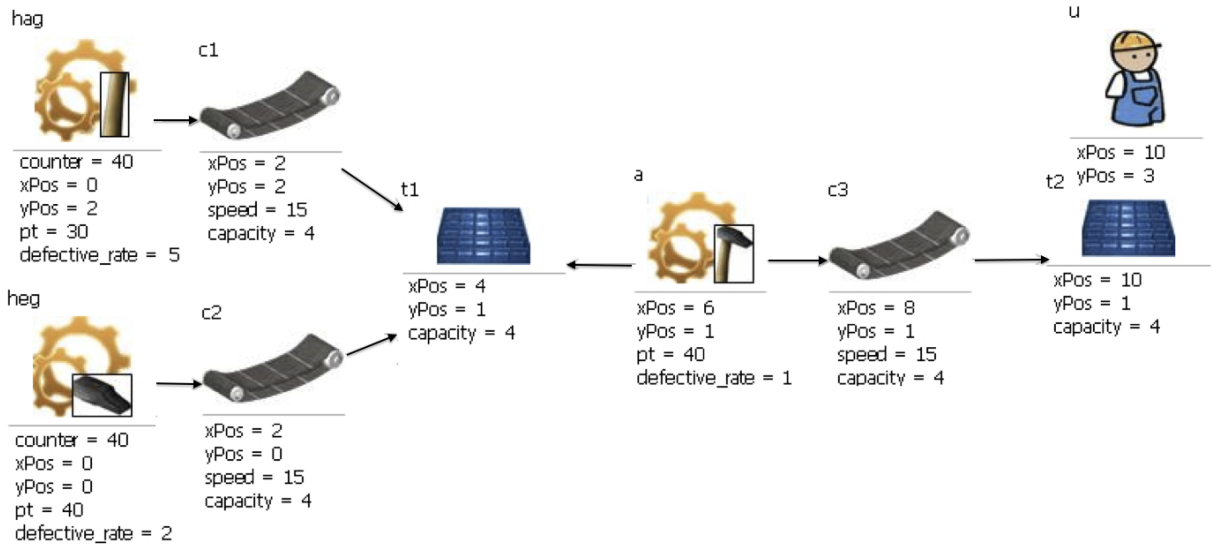 hag
counter = 40
xPos = 0
yPos = 2
pt = 30
defective_rate = 5
c1
xPos = 2
yPos = 2
speed = 15
capacity = 4
heg
counter = 40
xPos = 0
yPos = 0
pt = 40
defective_rate = 2
c2
xPos = 2
yPos = 0
speed = 15
capacity = 4
t1
xPos = 4
yPos = 1
capacity = 4
a
xPos = 6
yPos = 1
pt = 40
defective_rate = 1
c3
xPos = 8
yPos = 1
speed = 15
capacity = 4
u
xPos = 10
yPos = 3
t2
xPos = 10
yPos = 1
capacity = 4